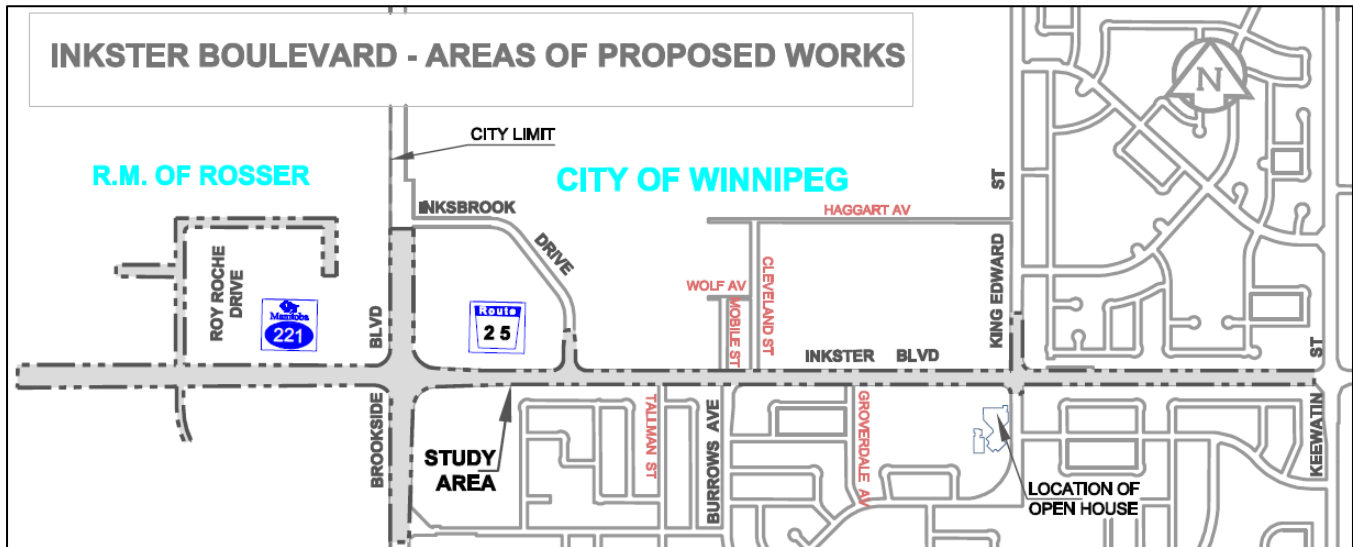 INKSTER BOULEVARD - AREAS OF PROPOSED WORKS
N
CITY LIMIT
R.M. OF ROSSER
CITY OF WINNIPEG
ST
INKSBROOK
HAGGART AV
DRIVE
ROY ROCHE
DRIVE
Manitoba
221
BLVD
Route
25
WOLF AV
MOBILE ST
CLEVELAND ST
KING EDWARD
INKSTER BLVD
ST
BROOKSIDE
STUDY
AREA
TALLMAN ST
BURROWS AVE
GROVERDALE AV
KEEWATIN
LOCATION OF
OPEN HOUSE